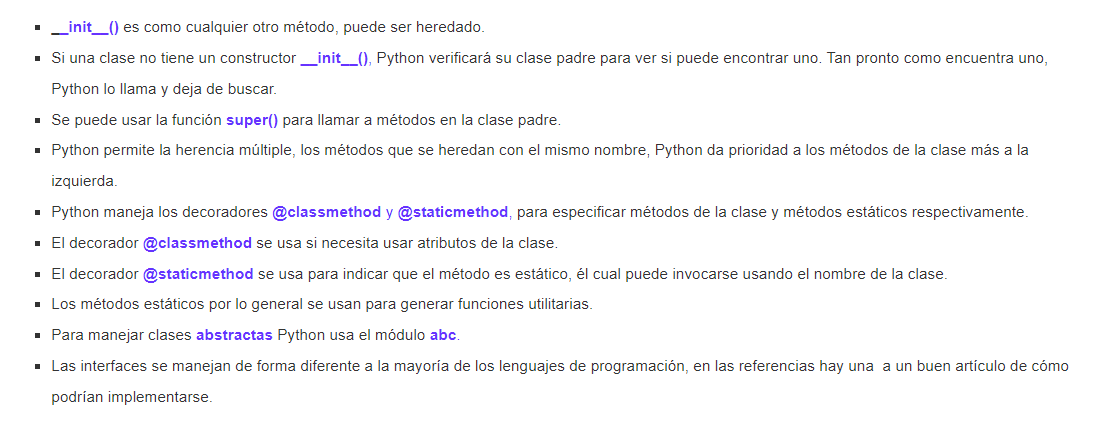 __init__() es como cualquier otro método, puede ser heredado.
Si una clase no tiene un constructor __init__(), Python verificará su clase padre para ver si puede encontrar uno. Tan pronto como encuentra uno,
Python lo llama y deja de buscar.
Se puede usar la función super() para llamar a métodos en la clase padre.
Python permite la herencia múltiple, los métodos que se heredan con el mismo nombre, Python da prioridad a los métodos de la clase más a la
izquierda.
Python maneja los decoradores @classmethod y @staticmethod, para especificar métodos de la clase y métodos estáticos respectivamente.
El decorador @classmethod se usa si necesita usar atributos de la clase.
El decorador @staticmethod se usa para indicar que el método es estático, él cual puede invocarse usando el nombre de la clase.
Los métodos estáticos por lo general se usan para generar funciones utilitarias.
Para manejar clases abstractas Python usa el módulo abc.
Las interfaces se manejan de forma diferente a la mayoría de los lenguajes de programación, en las referencias hay una  a un buen artículo de cómo
podrían implementarse.